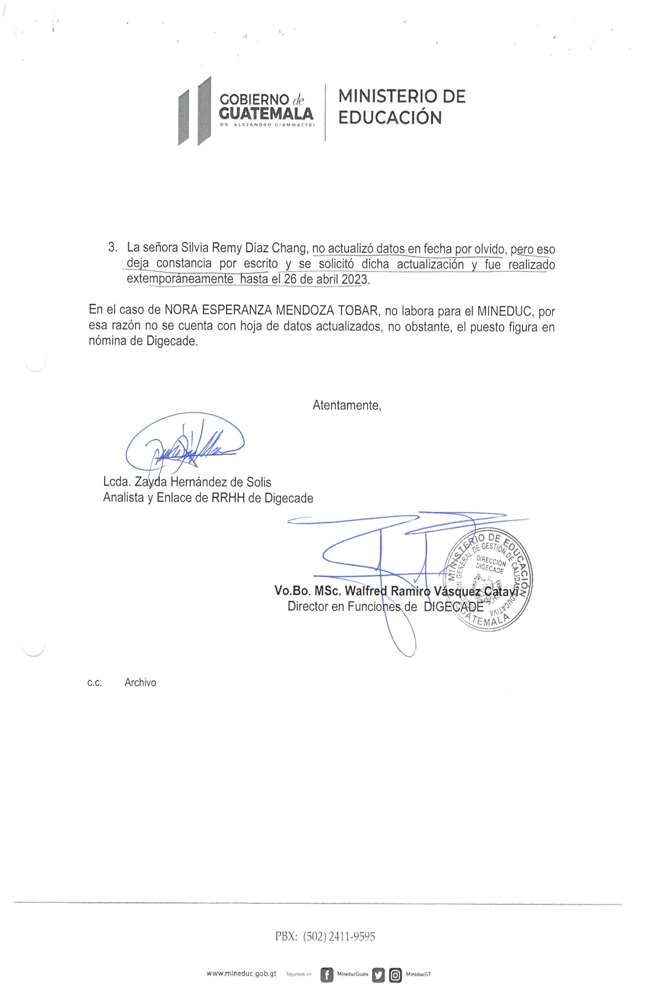 GOBIERNO de
GUATEMALA
DR. ALEJANDRO GIAMMATTEI
MINISTERIO DE
EDUCACIÓN
3. La señora Silvia Remy Díaz Chang, no actualizó datos en fecha por olvido, pero eso
deja constancia por escrito y se solicitó dicha actualización y fue realizado
extemporáneamente hasta el 26 de abril 2023.
En el caso de NORA ESPERANZA MENDOZA TOBAR, no labora para el MINEDUC, por
esa razón no se cuenta con hoja de datos actualizados, no obstante, el puesto figura en
nómina de Digecade.
Atentamente,
Lcda. Zayda Hernández de Solis
Analista y Enlace de RRHH de Digecade
MINISTERIO DE EDUCACIÓN
DIRECCIÓN GENERAL DE GESTIÓN DE CALIDAD EDUCATIVA
DIRECCIÓN
DIGECADE
GUATEMALA
Vo.Bo. MSc. Walfred Ramiro Vásquez Cataví
Director en Funciones de DIGECADE
c.c. Archivo
PBX: (502) 2411-9595
www.mineduc.gob.gt Síguenos en: MineducGuate MineducGT